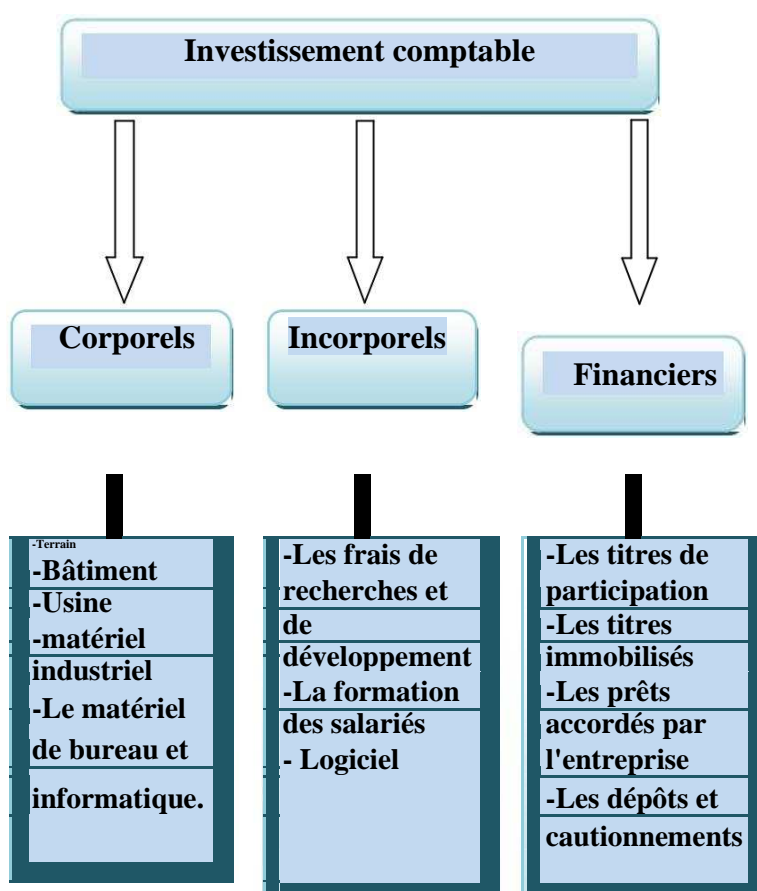 Investissement comptable
Corporels
Incorporels
Financiers
-Terrain
-Bâtiment
-Usine
-matériel
industriel
-Le matériel
de bureau et
informatique.
-Les frais de
recherches et
de
développement
-La formation
des salariés
- Logiciel
-Les titres de
participation
-Les titres
immobilisés
-Les prêts
accordés par
l'entreprise
-Les dépôts et
cautionnements